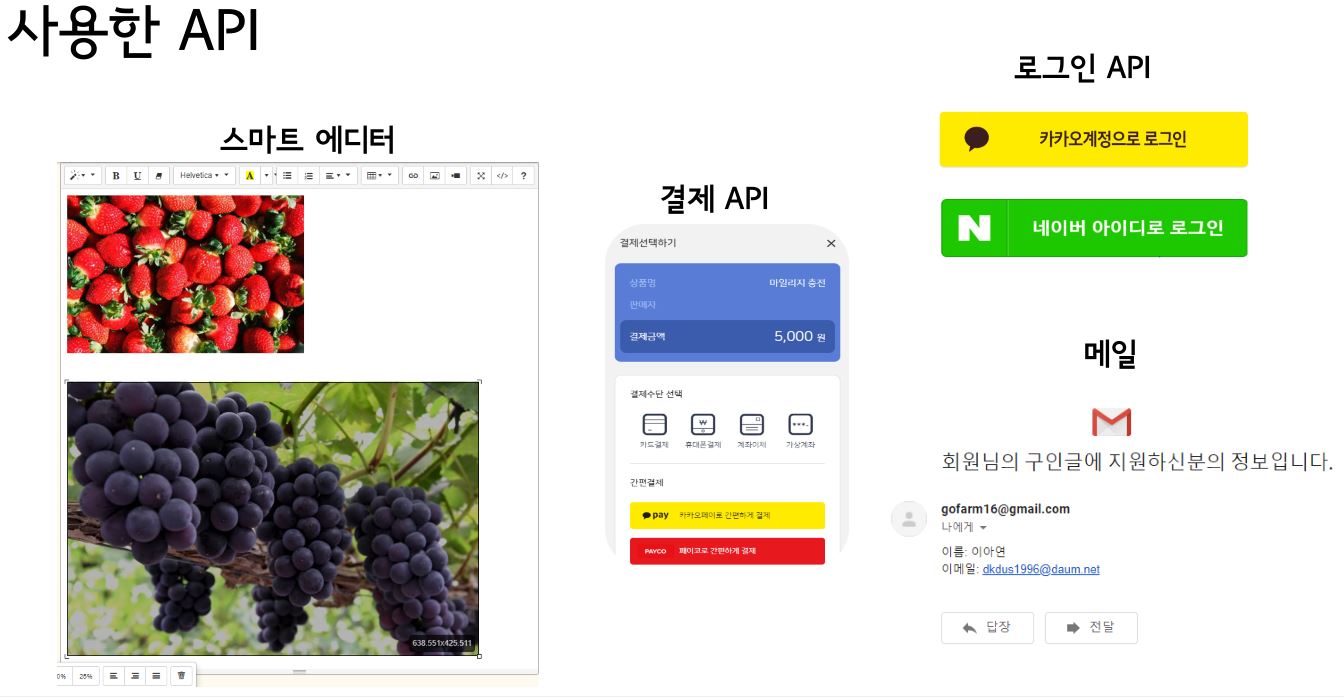 사용한 API
스마트 에디터
B U Helvetica A </> ?
638.551x425.511
0% 25%
결제 API
결제선택하기
상품명 마일리지 충전
판매자
결제금액 5,000 원
결제수단 선택
카드결제 휴대폰결제 계좌이체 가상계좌
간편결제
pay 카카오페이로 간편하게 결제
PAYCO 페이코로 간편하게 결제
로그인 API
카카오계정으로 로그인
N 네이버 아이디로 로그인
메일
회원님의 구인글에 지원하신분의 정보입니다.
gofarm16@gmail.com
나에게
이름: 이아연
이메일: dkdus1996@daum.net
답장 전달